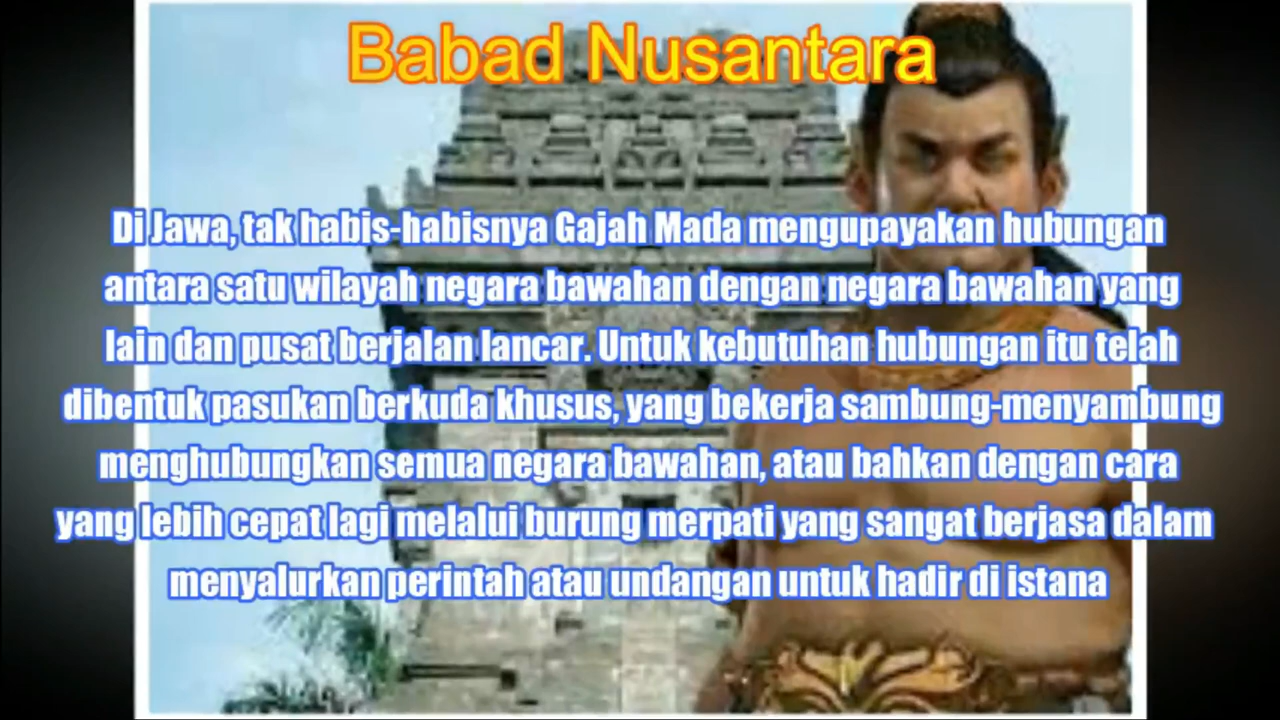 Babad Nusantara
Di Jawa, tak habis-habisnya Gajah Mada mengupayakan hubungan
antara satu wilayah negara bawahan dengan negara bawahan yang
lain dan pusat berjalan lancar. Untuk kebutuhan hubungan itu telah
dibentuk pasukan berkuda khusus, yang bekerja sambung-menyambung
menghubungkan semua negara bawahan, atau bahkan dengan cara
yang lebih cepat lagi melalui burung merpati yang sangat berjasa dalam
menyalurkan perintah atau undangan untuk hadir di istana